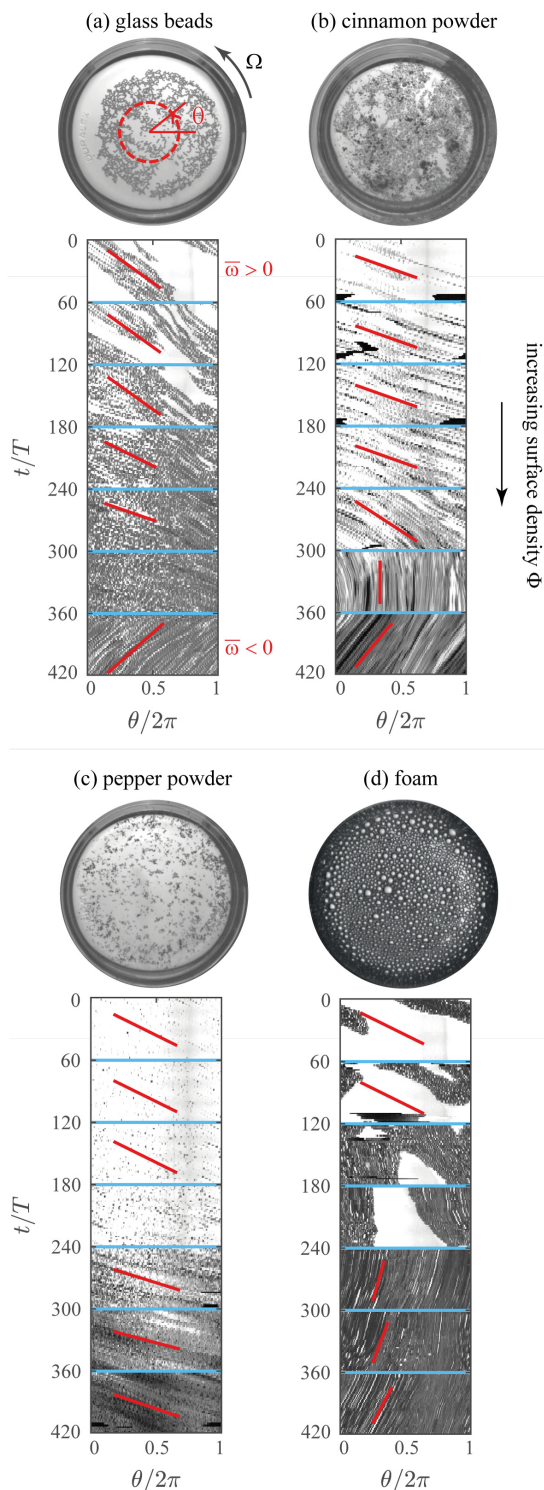 (a) glass beads
(b) cinnamon powder
Ω
θ
0
60
120
180
240
300
360
420
t/T
ω̅ > 0
ω̅ < 0
0
0.5
1
θ/2π
0
60
120
180
240
300
360
420
0
0.5
1
θ/2π
increasing surface density Φ
(c) pepper powder
(d) foam
0
60
120
180
240
300
360
420
t/T
0
0.5
1
θ/2π
0
60
120
180
240
300
360
420
0
0.5
1
θ/2π